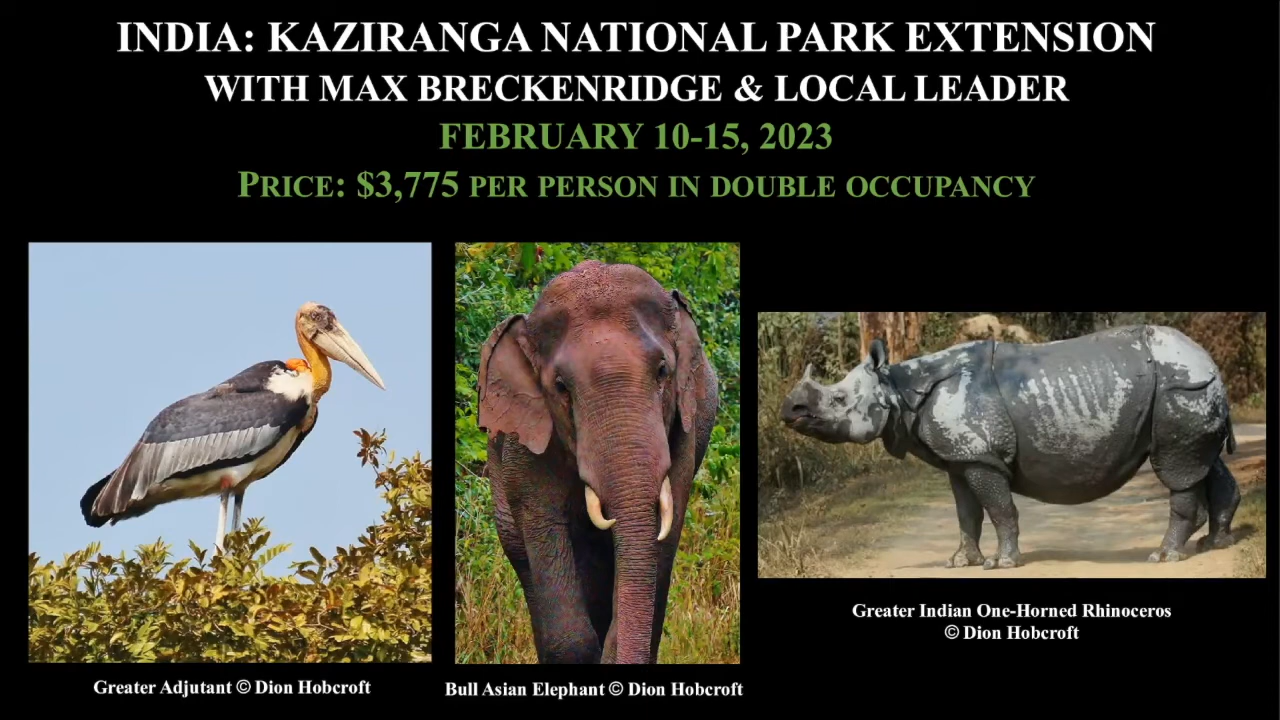 INDIA: KAZIRANGA NATIONAL PARK EXTENSION
WITH MAX BRECKENRIDGE & LOCAL LEADER
FEBRUARY 10-15, 2023
PRICE: $3,775 PER PERSON IN DOUBLE OCCUPANCY
Greater Indian One-Horned Rhinoceros
© Dion Hobcroft
Greater Adjutant © Dion Hobcroft
Bull Asian Elephant © Dion Hobcroft